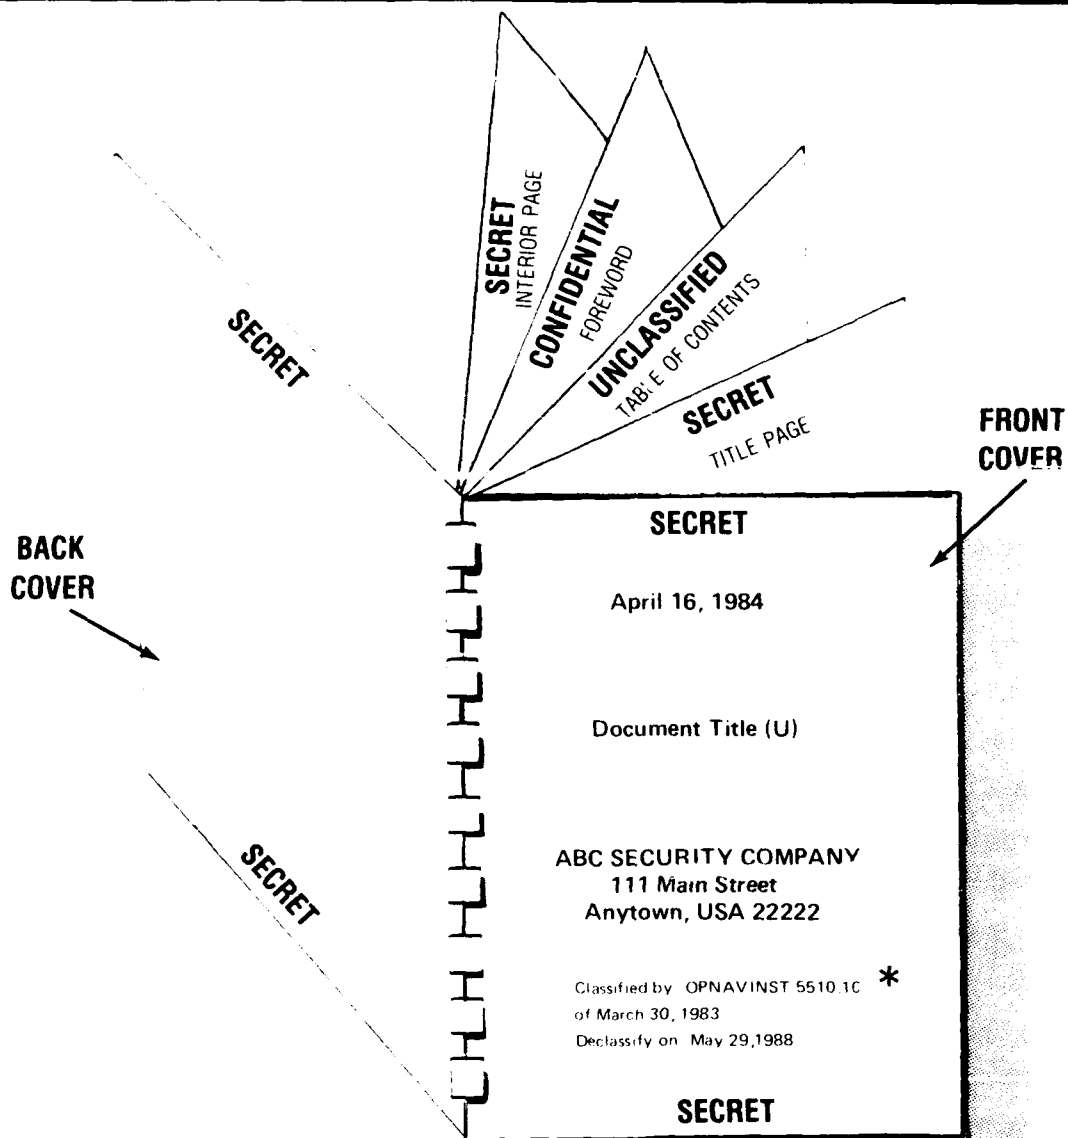 SECRET
INTERIOR PAGE
CONFIDENTIAL
FOREWORD
UNCLASSIFIED
TABLE OF CONTENTS
SECRET
TITLE PAGE
SECRET
FRONT
COVER
BACK
COVER
SECRET
April 16, 1984
Document Title (U)
ABC SECURITY COMPANY
111 Main Street
Anytown, USA 22222
Classified by OPNAVINST 5510.1C *
of March 30, 1983
Declassify on May 29,1988
SECRET
SECRET